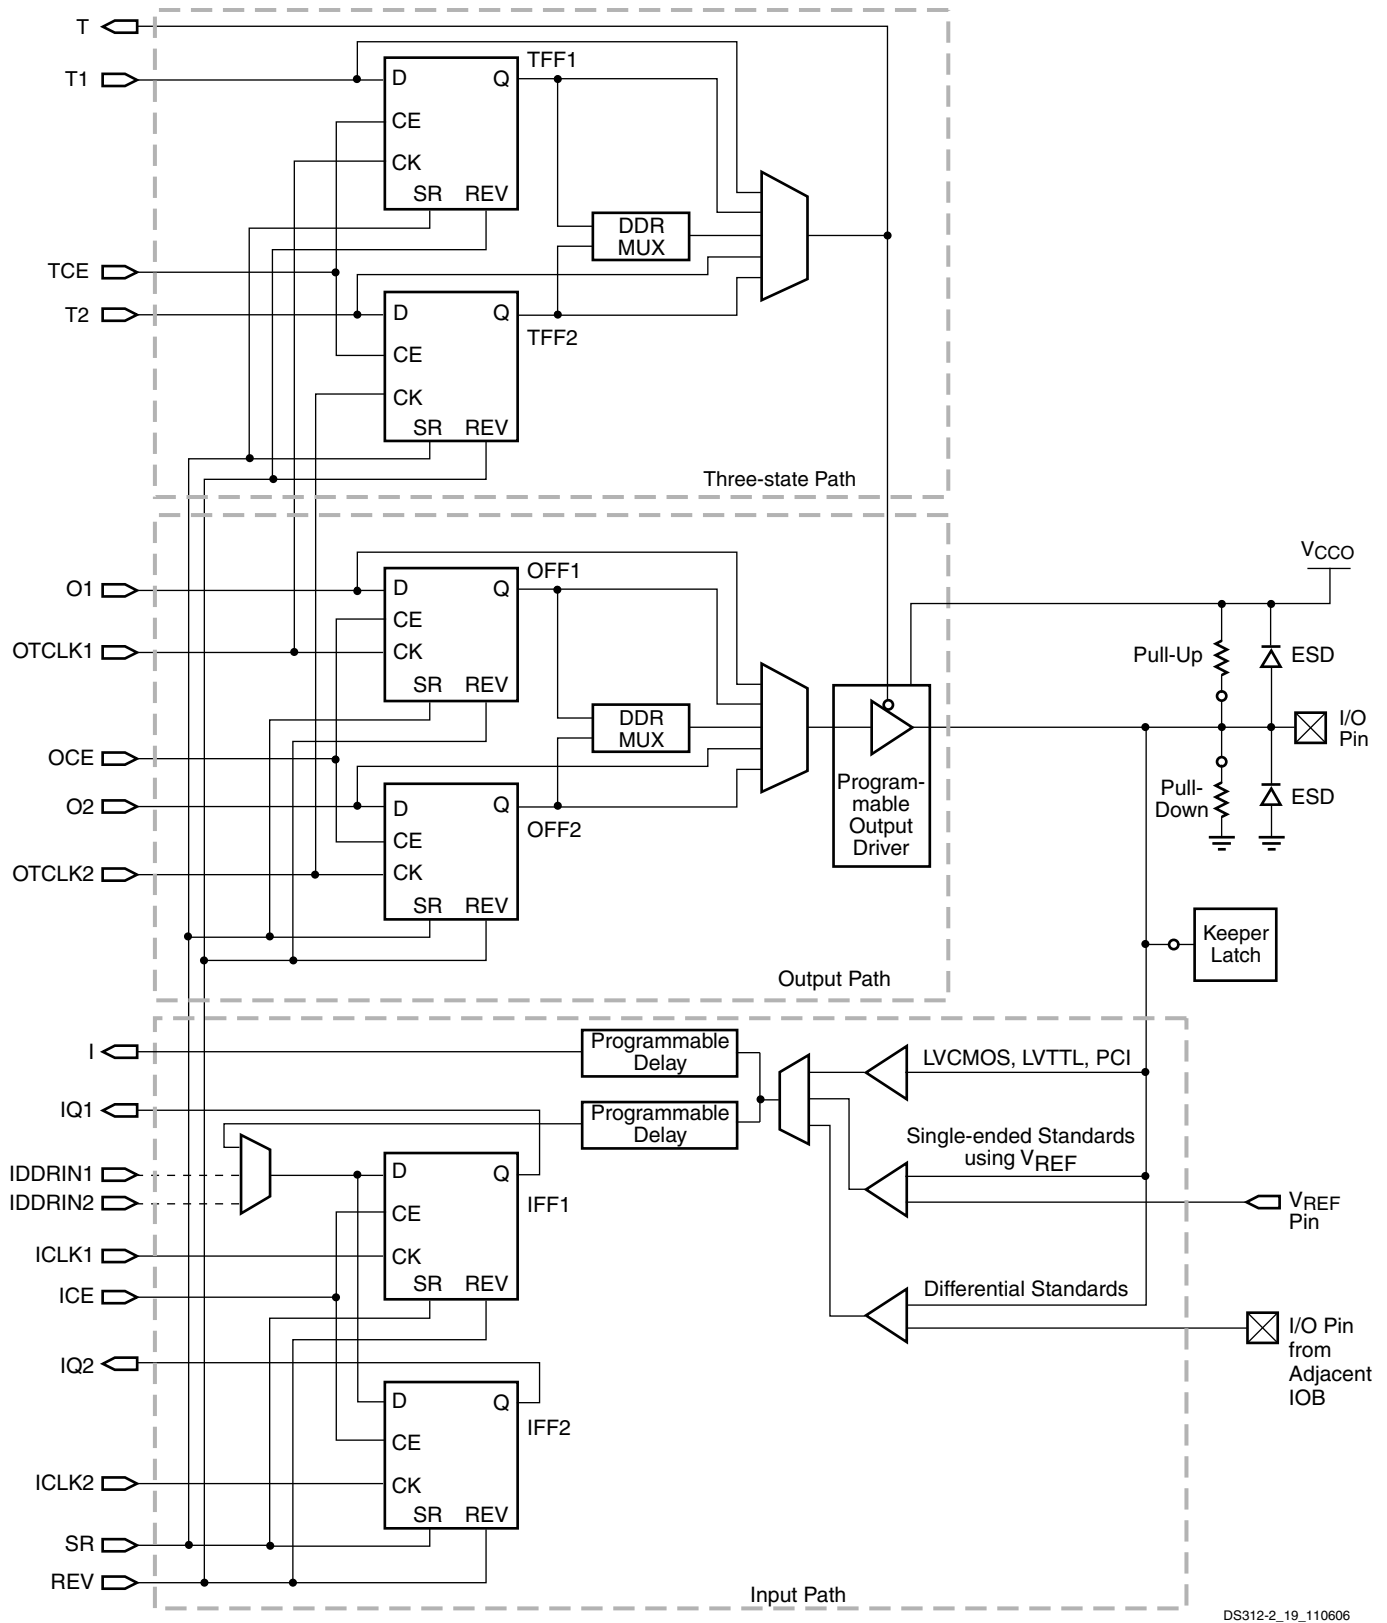 T
T1
D
Q
TFF1
CE
CK
SR
REV
DDR
MUX
TCE
T2
D
Q
TFF2
CE
CK
SR
REV
Three-state Path
O1
D
Q
OFF1
CE
OTCLK1
CK
SR
REV
DDR
MUX
OCE
O2
D
Q
OFF2
CE
OTCLK2
CK
SR
REV
Output Path
Program-
mable
Output
Driver
VCCO
Pull-Up
ESD
I/O
Pin
Pull-
Down
ESD
Keeper
Latch
I
Programmable
Delay
LVCMOS, LVTTL, PCI
IQ1
Programmable
Delay
Single-ended Standards
using VREF
IDDRIN1
IDDRIN2
D
Q
IFF1
CE
VREF
Pin
ICLK1
CK
ICE
SR
REV
Differential Standards
I/O Pin
from
Adjacent
IOB
IQ2
D
Q
IFF2
CE
ICLK2
CK
SR
REV
SR
REV
Input Path
DS312-2_19_110606